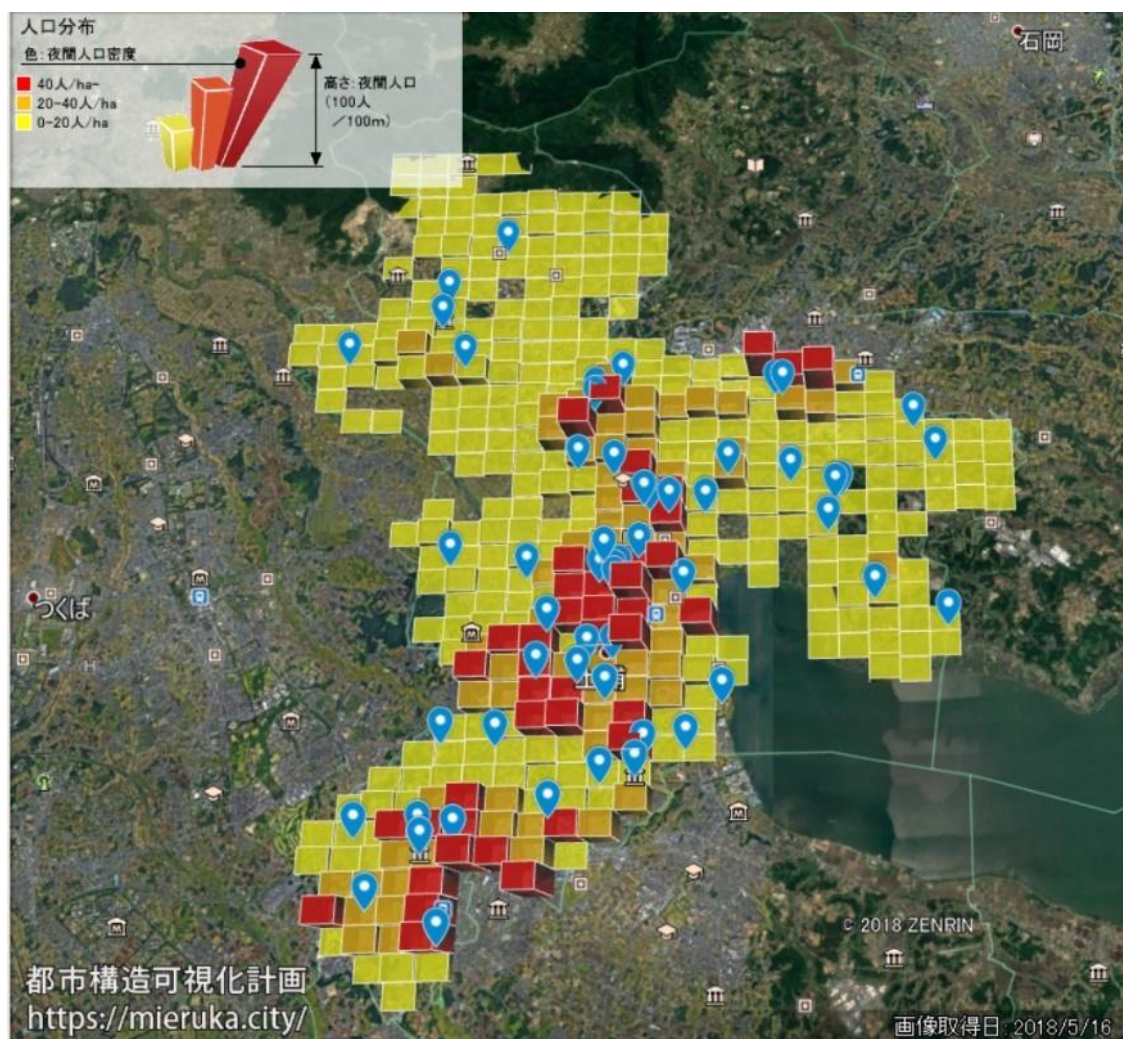 人口分布
色:夜間人口密度
40人/ha-
20-40人/ha
0-20人/ha
高さ:夜間人口
(100人
/100m)
石岡
つくば
© 2018 ZENRIN
都市構造可視化計画
https://mieruka.city/
画像取得日: 2018/5/16